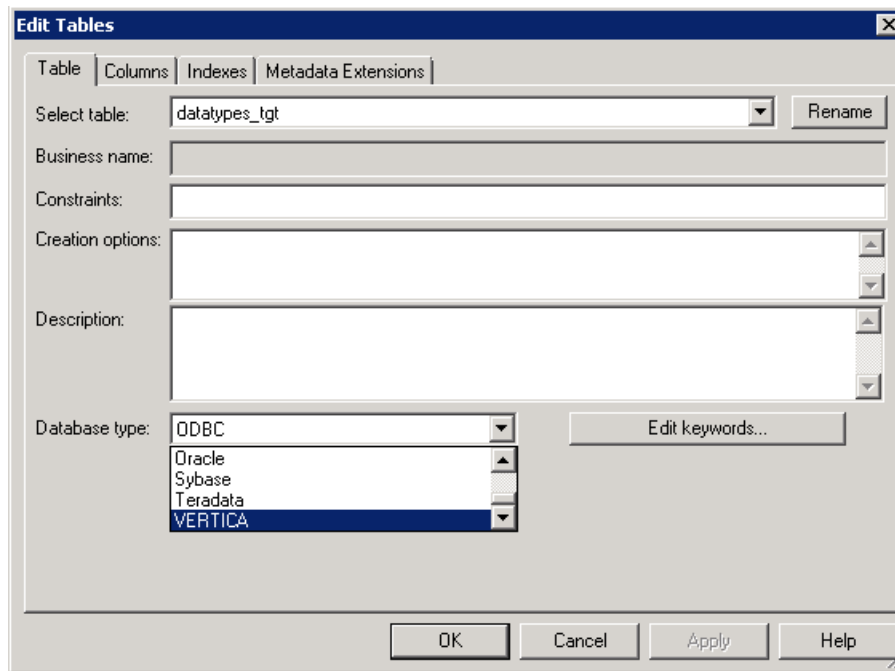 Edit Tables
Table Columns Indexes Metadata Extensions
Select table: datatypes_tgt Rename
Business name:
Constraints:
Creation options:
Description:
Database type: ODBC Edit keywords...
Oracle
Sybase
Teradata
VERTICA
OK Cancel Apply Help